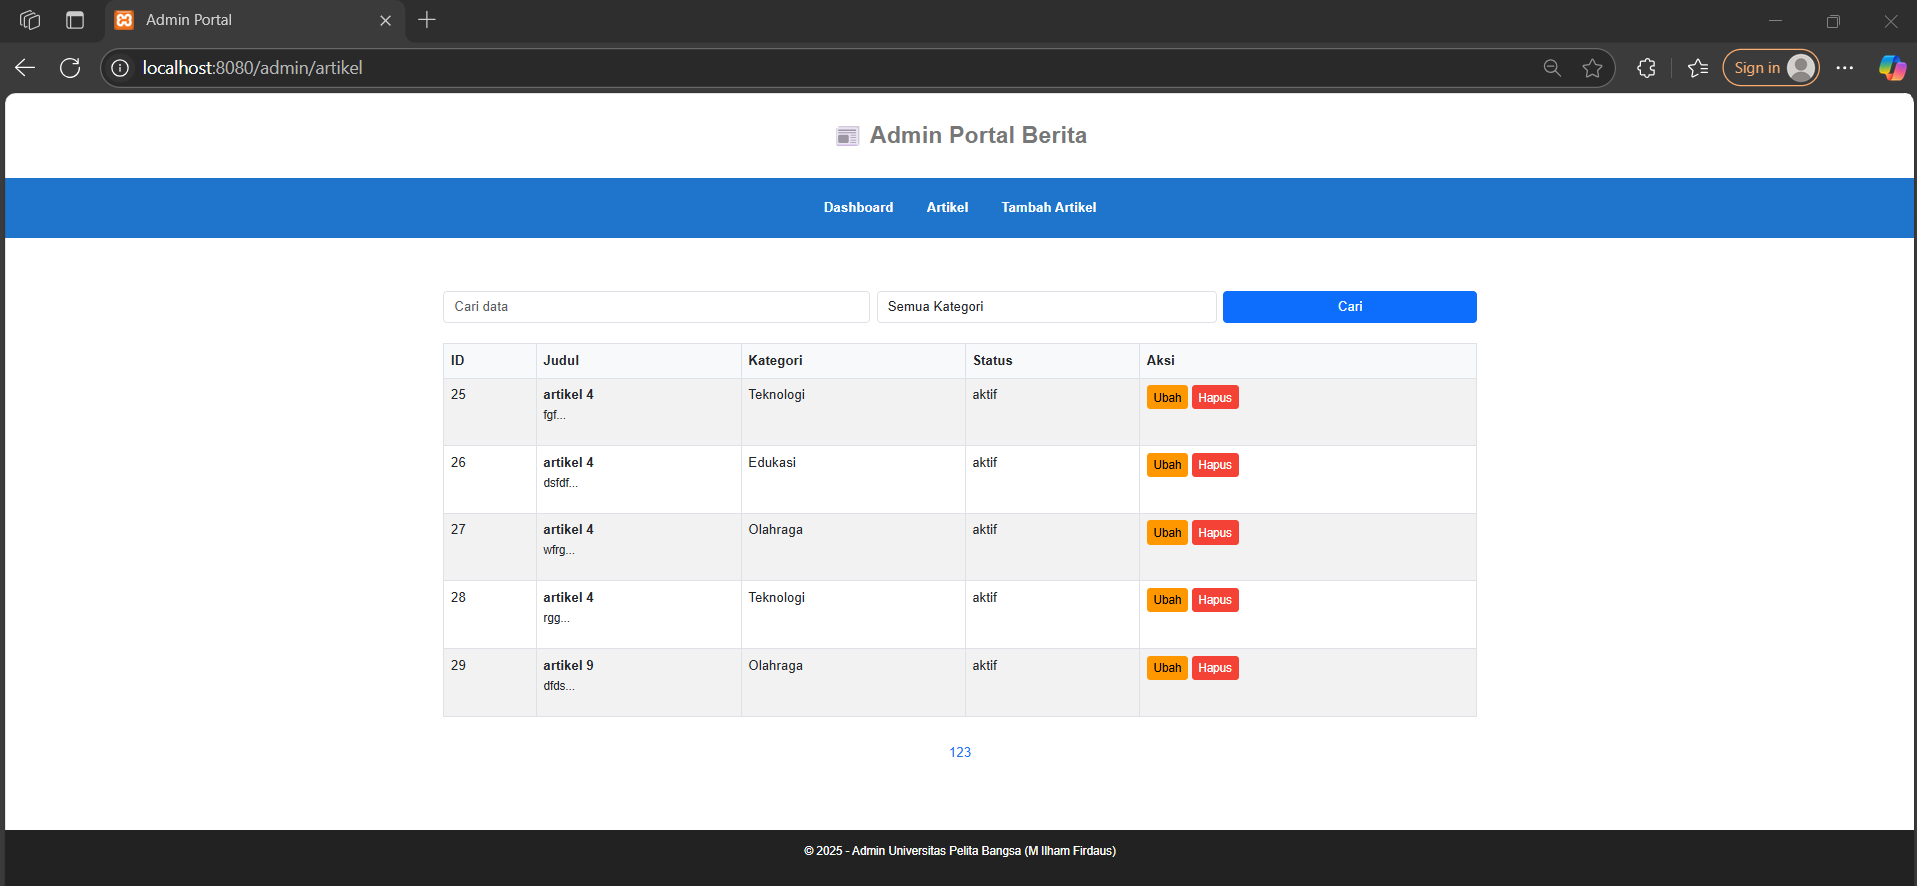 Admin Portal
localhost:8080/admin/artikel
Sign in
Admin Portal Berita
Dashboard Artikel Tambah Artikel
Cari data Semua Kategori Cari
ID Judul Kategori Status Aksi
25 artikel 4 Teknologi aktif Ubah Hapus
fgf...
26 artikel 4 Edukasi aktif Ubah Hapus
dsfdf...
27 artikel 4 Olahraga aktif Ubah Hapus
wfrg...
28 artikel 4 Teknologi aktif Ubah Hapus
rgg...
29 artikel 9 Olahraga aktif Ubah Hapus
dfds...
123
© 2025 - Admin Universitas Pelita Bangsa (M Ilham Firdaus)